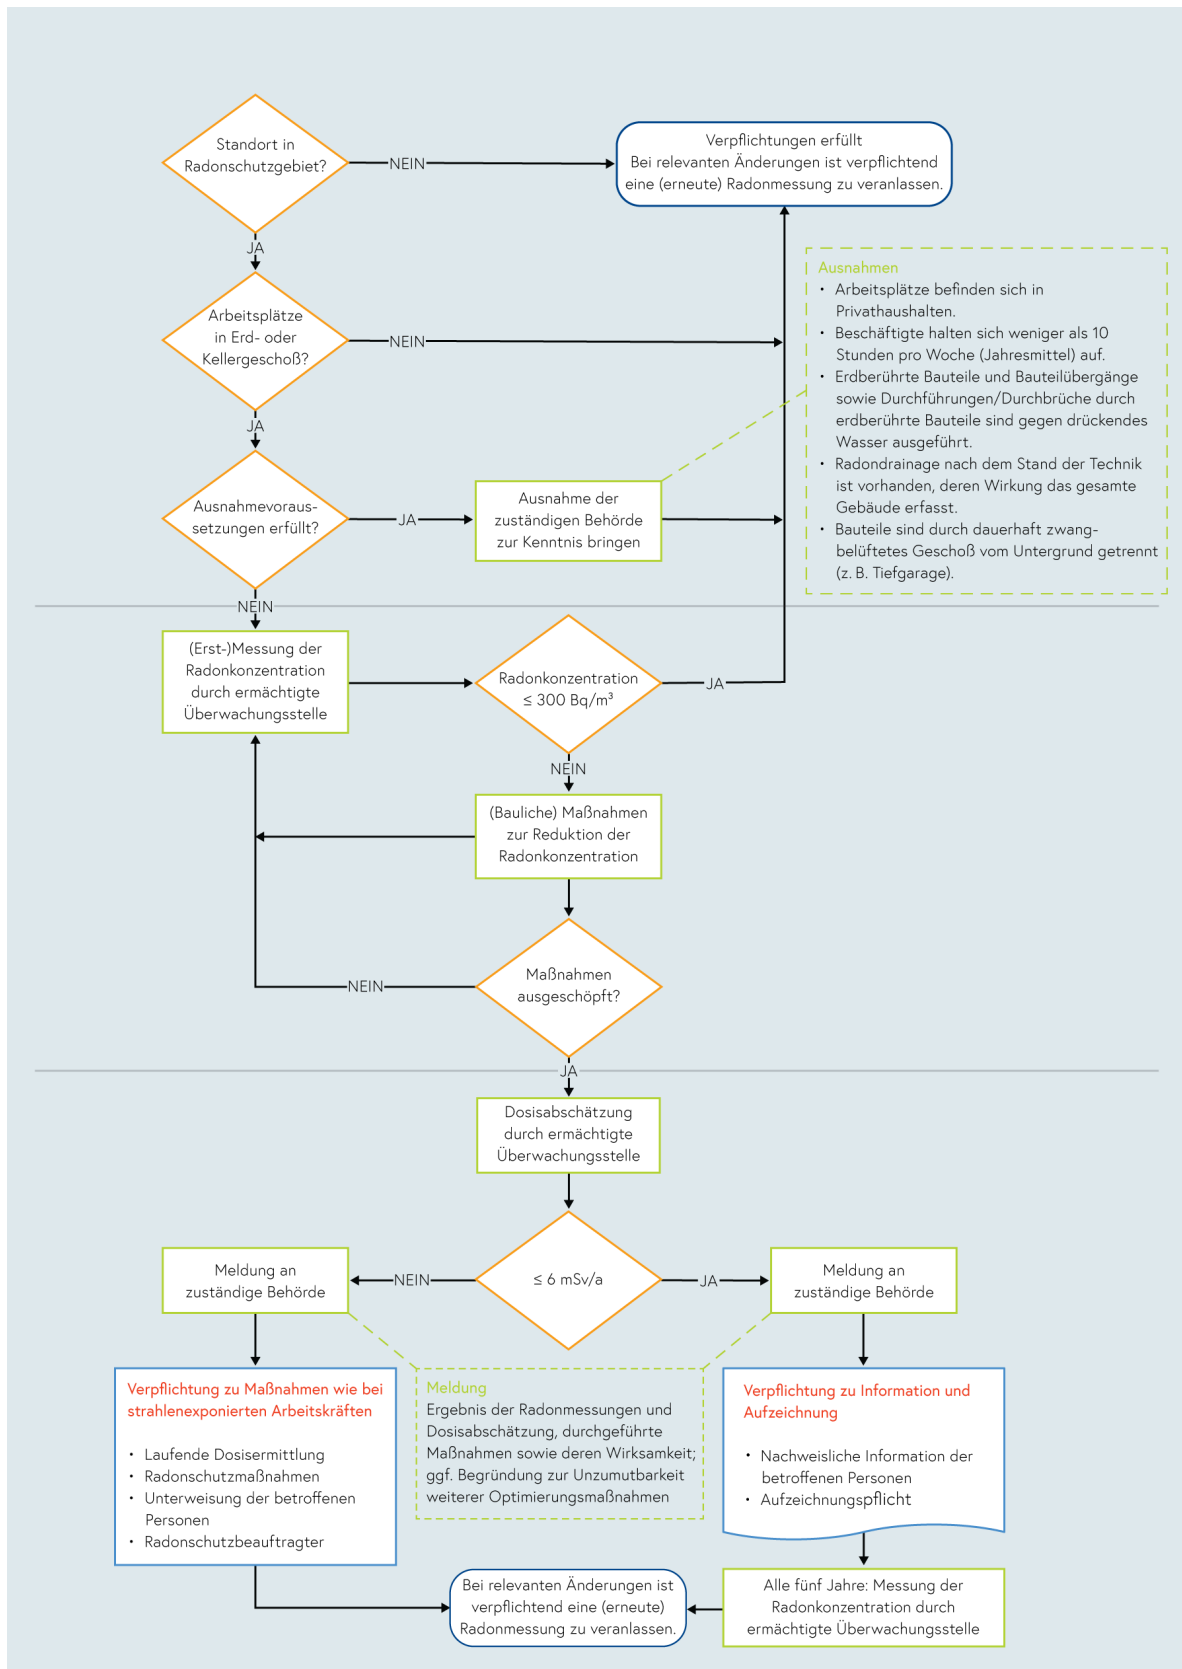 Standort in
Radonschutzgebiet?
NEIN
Verpflichtungen erfüllt
Bei relevanten Änderungen ist verpflichtend
eine (erneute) Radonmessung zu veranlassen.
JA
Arbeitsplätze
in Erd- oder
Kellergeschoß?
NEIN
Ausnahmen
• Arbeitsplätze befinden sich in
Privathaushalten.
• Beschäftigte halten sich weniger als 10
Stunden pro Woche (Jahresmittel) auf.
• Erdberührte Bauteile und Bauteilübergänge
sowie Durchführungen/Durchbrüche durch
erdberührte Bauteile sind gegen drückendes
Wasser ausgeführt.
• Radondrainage nach dem Stand der Technik
ist vorhanden, deren Wirkung das gesamte
Gebäude erfasst.
• Bauteile sind durch dauerhaft zwang-
belüftetes Geschoß vom Untergrund getrennt
(z. B. Tiefgarage).
JA
Ausnahmevoraus-
setzungen erfüllt?
JA
Ausnahme der
zuständigen Behörde
zur Kenntnis bringen
NEIN
(Erst-)Messung der
Radonkonzentration
durch ermächtigte
Überwachungsstelle
Radonkonzentration
≤ 300 Bq/m³
JA
NEIN
(Bauliche) Maßnahmen
zur Reduktion der
Radonkonzentration
Maßnahmen
ausgeschöpft?
NEIN
JA
Dosisabschätzung
durch ermächtigte
Überwachungsstelle
≤ 6 mSv/a
NEIN
JA
Meldung an
zuständige Behörde
Meldung an
zuständige Behörde
Verpflichtung zu Maßnahmen wie bei
strahlenexponierten Arbeitskräften
• Laufende Dosisermittlung
• Radonschutzmaßnahmen
• Unterweisung der betroffenen
Personen
• Radonschutzbeauftragter
Meldung
Ergebnis der Radonmessungen und
Dosisabschätzung, durchgeführte
Maßnahmen sowie deren Wirksamkeit;
ggf. Begründung zur Unzumutbarkeit
weiterer Optimierungsmaßnahmen
Verpflichtung zu Information und
Aufzeichnung
• Nachweisliche Information der
betroffenen Personen
• Aufzeichnungspflicht
Bei relevanten Änderungen ist
verpflichtend eine (erneute)
Radonmessung zu veranlassen.
Alle fünf Jahre: Messung der
Radonkonzentration durch
ermächtigte Überwachungsstelle